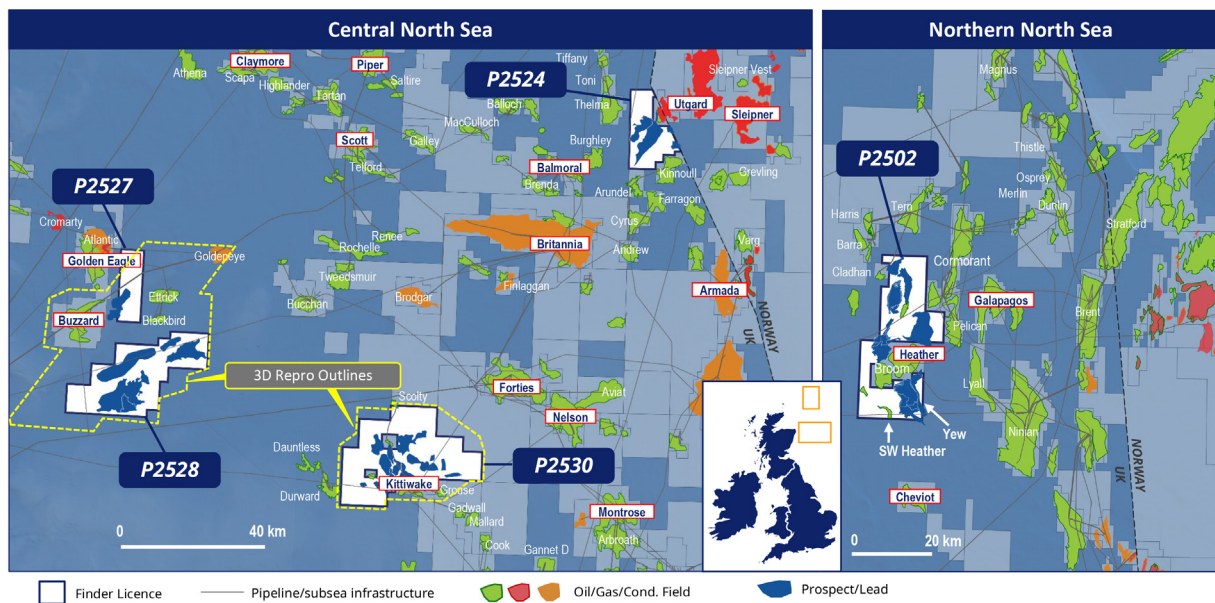 Central North Sea
Northern North Sea
Athena
Claymore
Scapa
Highlander
Tartan
Piper
Saltire
P2524
Tiffany
Toni
Thelma
Balloch
MacCulloch
Utgard
Sleipner Vest
Sleipner
Scott
Telford
Galley
Burghley
Balmoral
Brenda
Kinnoull
Grevling
Arundel
Farragon
P2527
Cromarty
Atlantic
Golden Eagle
Goldepeye
Renee
Rochelle
Tweedsmuir
Britannia
Cyrus
Andrew
Varg
Ettrick
Blackbird
Buzzard
Bucchan
Brodgar
Finlaggan
Armada
NORWAY
UK
3D Repro Outlines
Forties
Aviat
Nelson
Scolty
P2528
Dauntless
P2530
Kittiwake
Durward
Grouse
Gadwall
Mallard
Cook
Gannet D
Montrose
Arbroath
0
40 km
Magnus
Thistle
P2502
Osprey
Merlin
Dunlin
Harris
Tern
Barra
Stratford
Cladhan
Cormorant
Galapagos
Pelican
Brent
Heather
Broom
Lyall
Yew
SW Heather
Ninian
NORWAY
UK
Cheviot
0
20 km
Finder Licence
Pipeline/subsea infrastructure
Oil/Gas/Cond. Field
Prospect/Lead